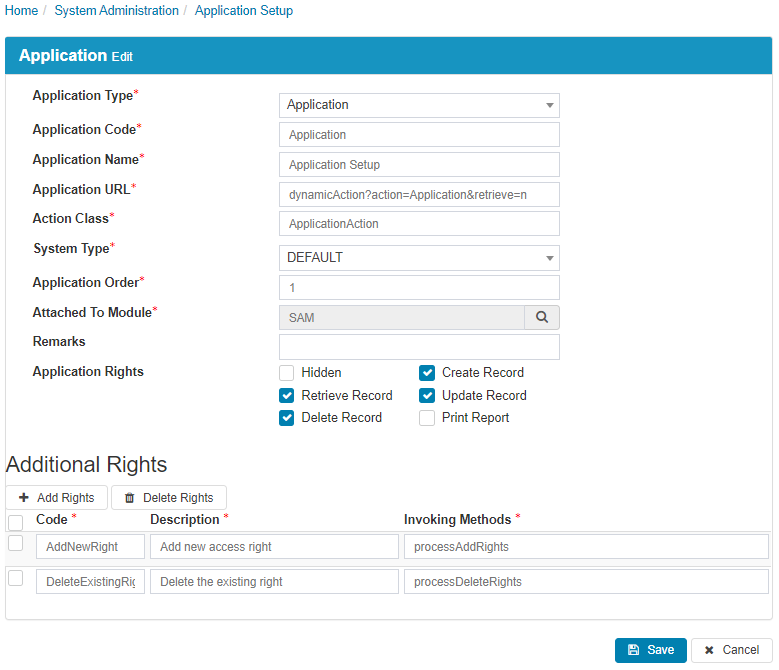 Home / System Administration / Application Setup
Application Edit
Application Type* Application
Application Code* Application
Application Name* Application Setup
Application URL* dynamicAction?action=Application&retrieve=n
Action Class* ApplicationAction
System Type* DEFAULT
Application Order* 1
Attached To Module* SAM
Remarks
Application Rights Hidden Create Record
Retrieve Record Update Record
Delete Record Print Report
Additional Rights
Add Rights Delete Rights
Code * Description * Invoking Methods *
AddNewRight Add new access right processAddRights
DeleteExistingRig Delete the existing right processDeleteRights
Save Cancel